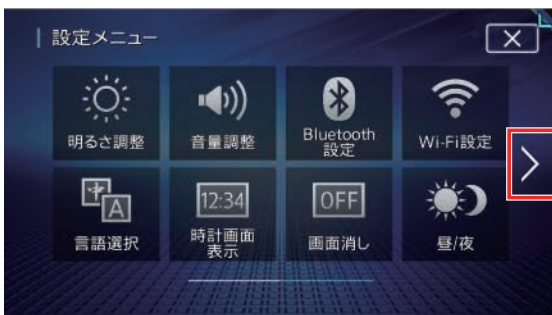 設定メニュー
明るさ調整
音量調整
Bluetooth
設定
Wi-Fi設定
A
12:34
OFF
言語選択
時計画面
表示
画面消し
昼/夜